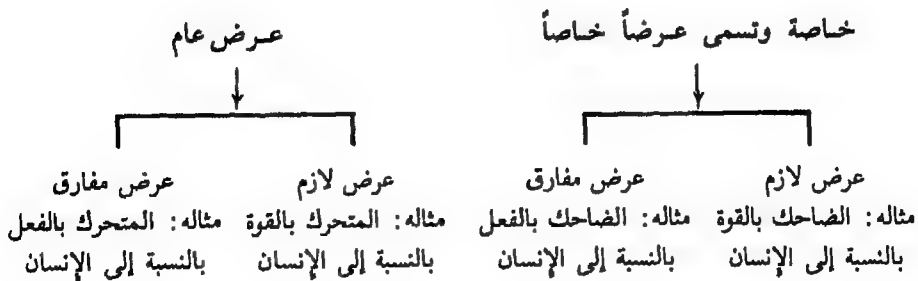 خاصة وتسمى عرضاً خاصاً
عرض لازم
مثاله: الضاحك بالقوة
بالنسبة إلى الإنسان
عرض مفارق
مثاله: الضاحك بالفعل
بالنسبة إلى الإنسان
عرض عام
عرض لازم
مثاله: المتحرك بالقوة
بالنسبة إلى الإنسان
عرض مفارق
مثاله: المتحرك بالفعل
بالنسبة إلى الإنسان